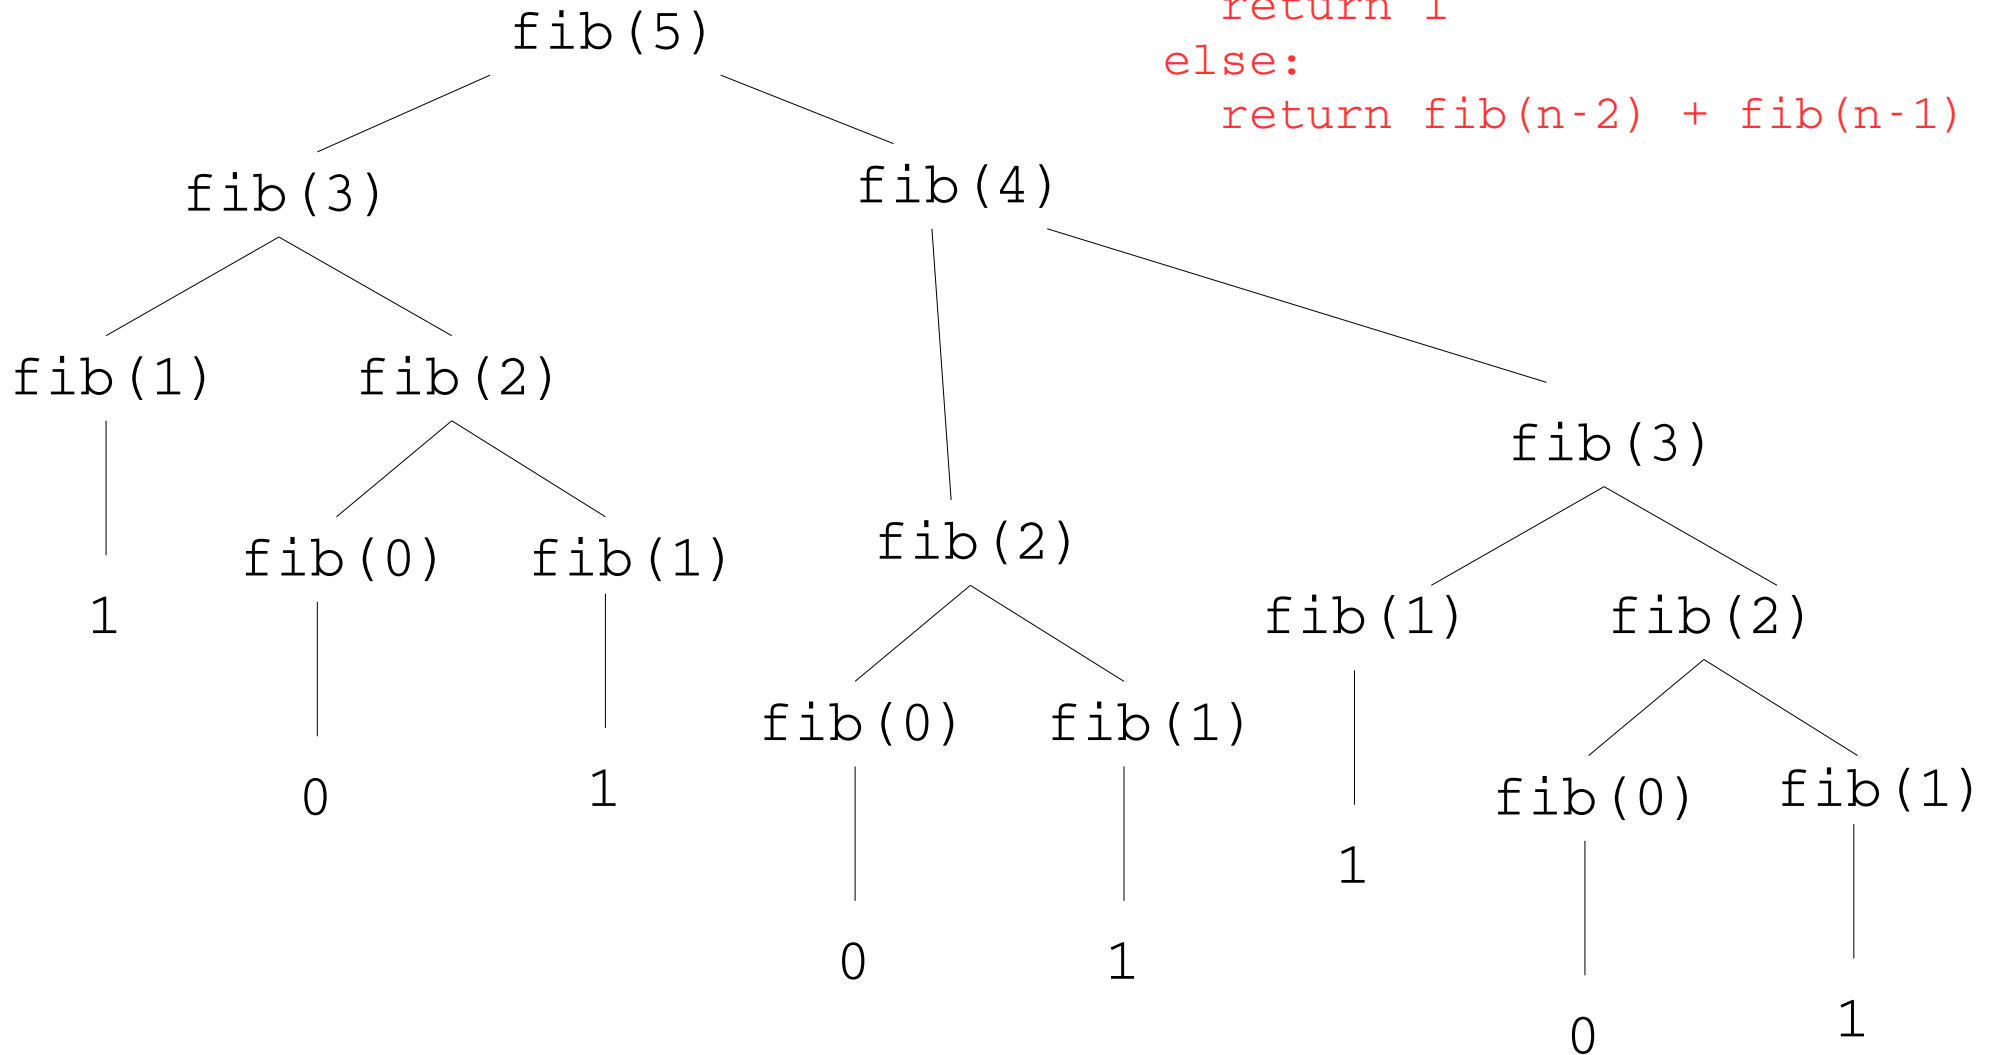 return 1
fib(5)
else:
return fib(n-2) + fib(n-1)
fib(3)
fib(4)
fib(1)
fib(2)
fib(3)
fib(0)
fib(1)
fib(2)
1
fib(1)
fib(2)
fib(0)
fib(1)
0
1
fib(0)
fib(1)
1
0
1
0
1